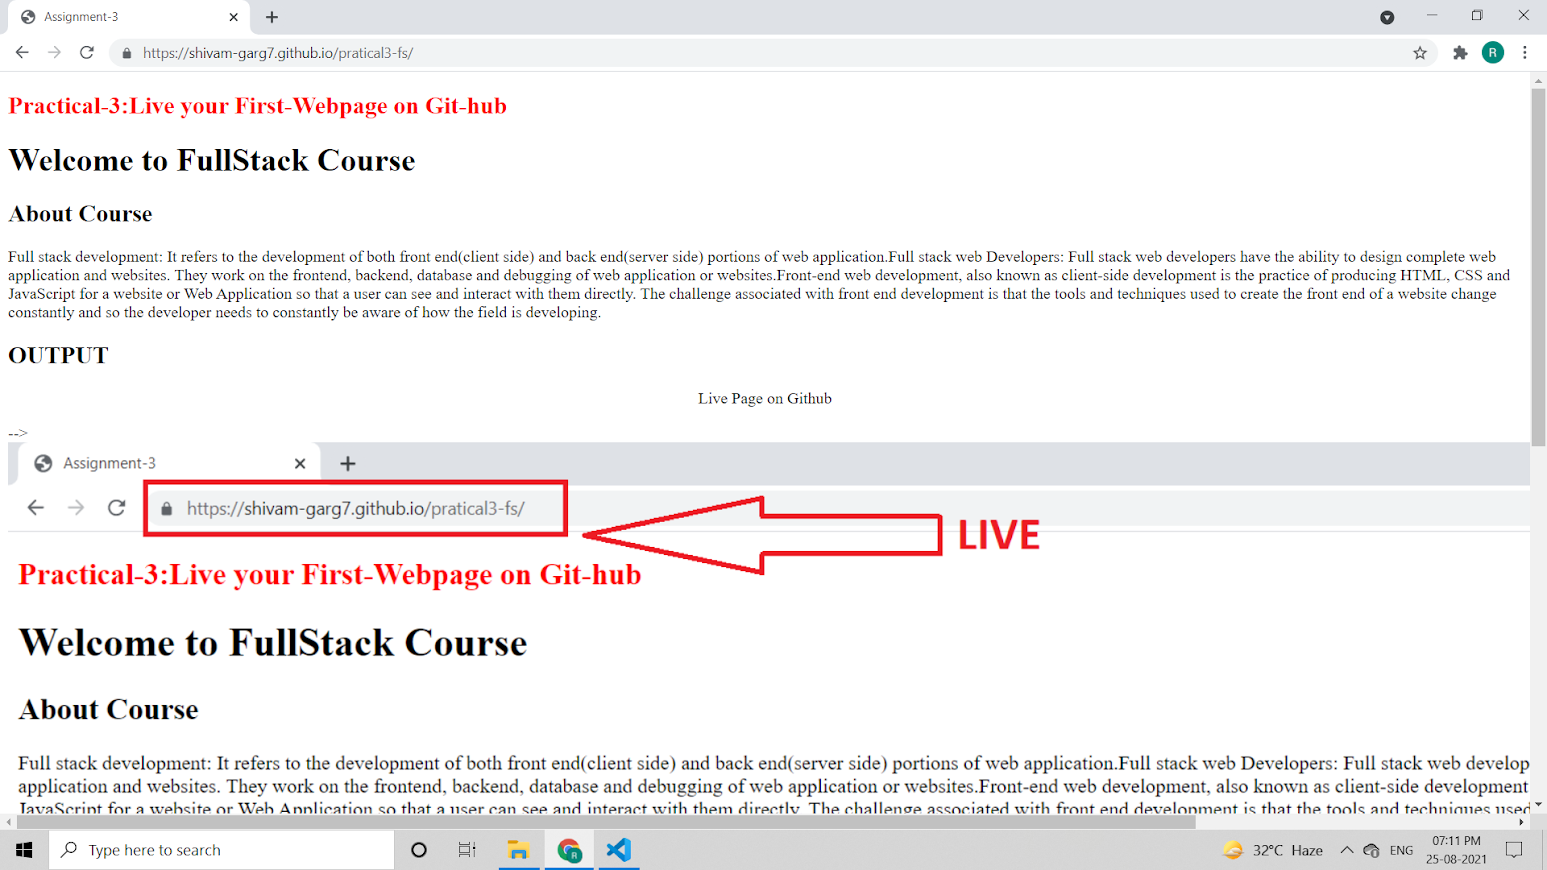 Assignment-3
https://shivam-garg7.github.io/pratical3-fs/
R
Practical-3:Live your First-Webpage on Git-hub
Welcome to FullStack Course
About Course
Full stack development: It refers to the development of both front end(client side) and back end(server side) portions of web application.Full stack web Developers: Full stack web developers have the ability to design complete web
application and websites. They work on the frontend, backend, database and debugging of web application or websites.Front-end web development, also known as client-side development is the practice of producing HTML, CSS and
JavaScript for a website or Web Application so that a user can see and interact with them directly. The challenge associated with front end development is that the tools and techniques used to create the front end of a website change
constantly and so the developer needs to constantly be aware of how the field is developing.
OUTPUT
Live Page on Github
-->
Assignment-3
https://shivam-garg7.github.io/pratical3-fs/
LIVE
Practical-3:Live your First-Webpage on Git-hub
Welcome to FullStack Course
About Course
Full stack development: It refers to the development of both front end(client side) and back end(server side) portions of web application.Full stack web Developers: Full stack web develop
application and websites. They work on the frontend, backend, database and debugging of web application or websites.Front-end web development, also known as client-side development
JavaScript for a website or Web Application so that a user can see and interact with them directly. The challenge associated with front end development is that the tools and techniques used
Type here to search
R
32°C Haze
ENG
07:11 PM
25-08-2021